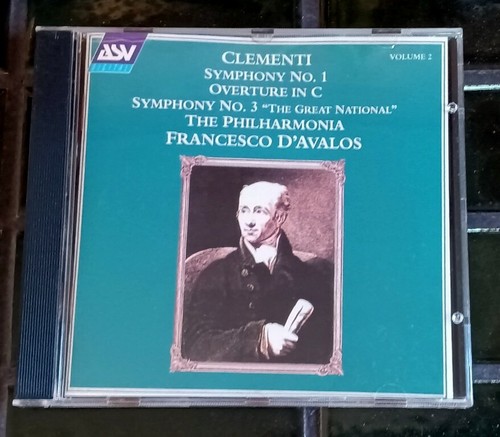 ASV
VOLUME 2
CLEMENTI
SYMPHONY NO. 1
OVERTURE IN C
SYMPHONY NO. 3 "THE GREAT NATIONAL"
THE PHILHARMONIA
FRANCESCO D'AVALOS